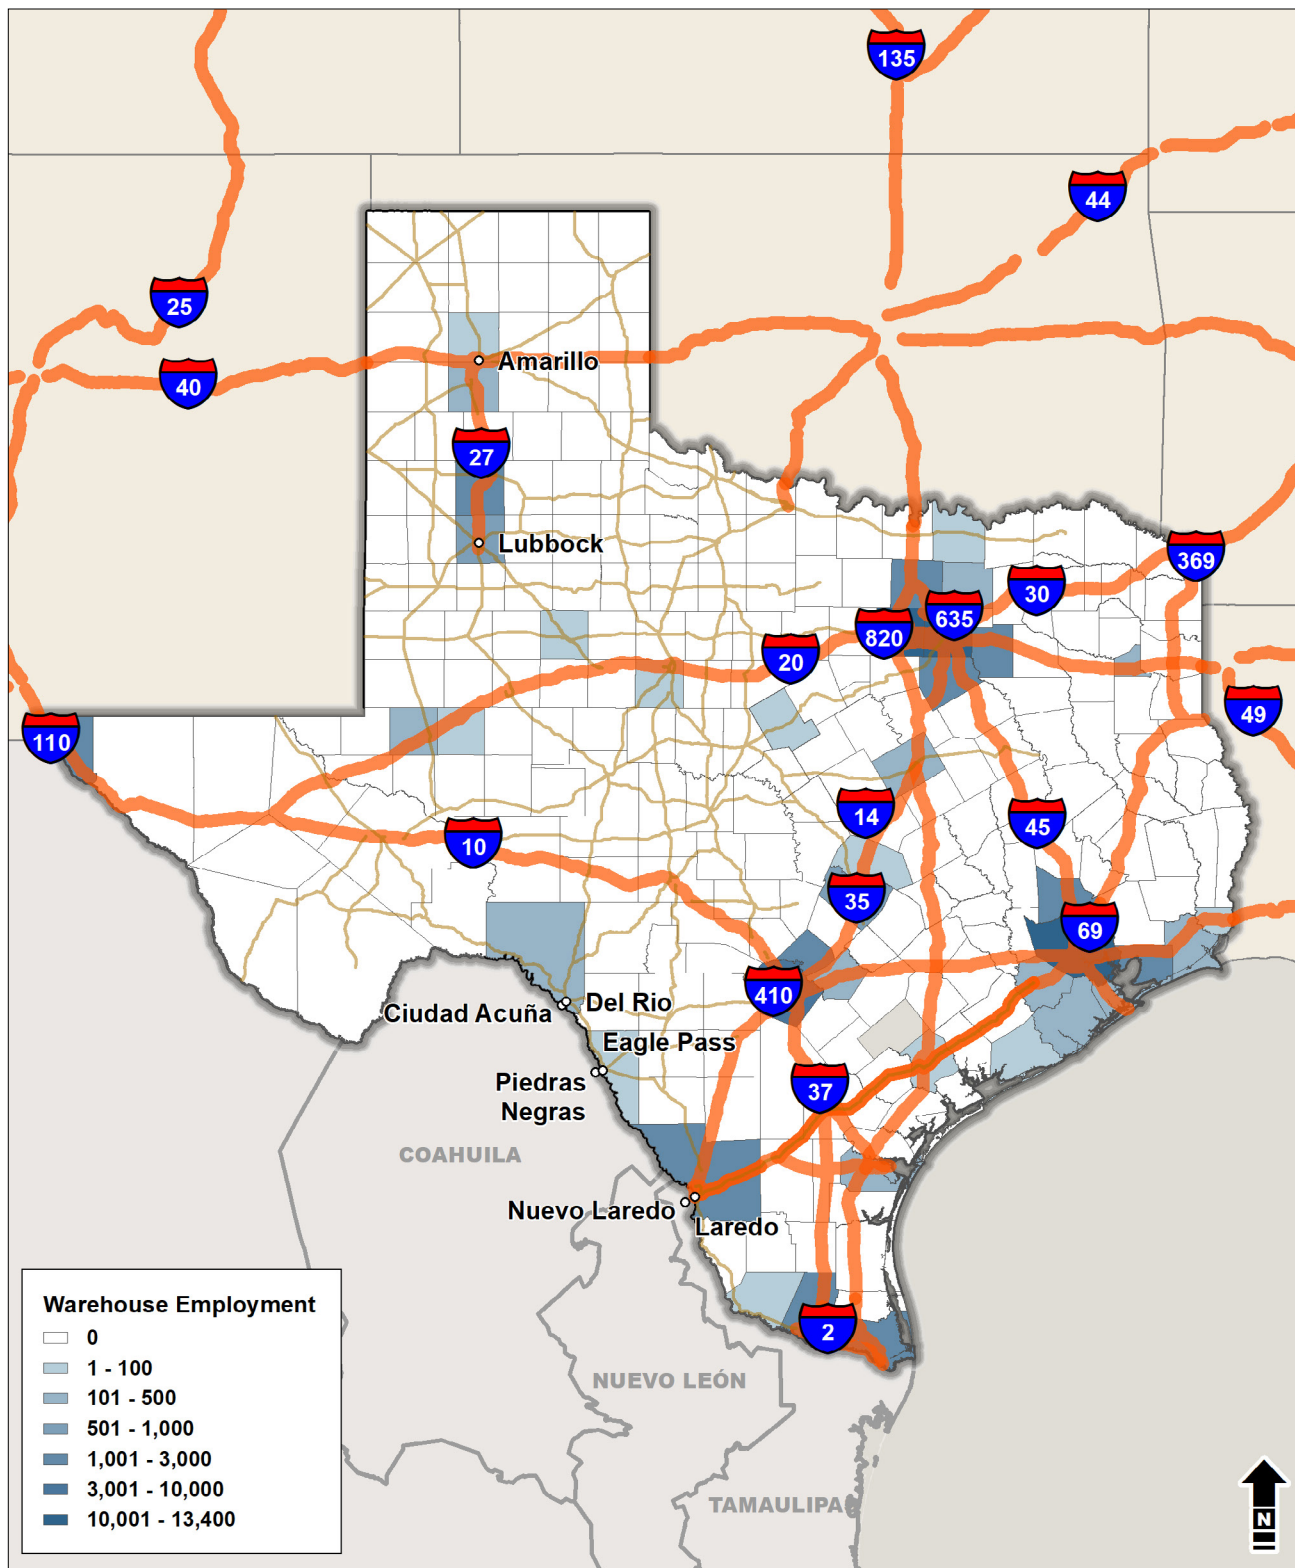 135
44
25
40
Amarillo
27
Lubbock
369
30
635
820
20
49
110
14
45
10
35
69
410
Del Rio
Ciudad Acuña
Eagle Pass
Piedras
Negras
37
COAHUILA
Nuevo Laredo
Laredo
2
NUEVO LEÓN
TAMAULIPAS
Warehouse Employment
0
1 - 100
101 - 500
501 - 1,000
1,001 - 3,000
3,001 - 10,000
10,001 - 13,400
N